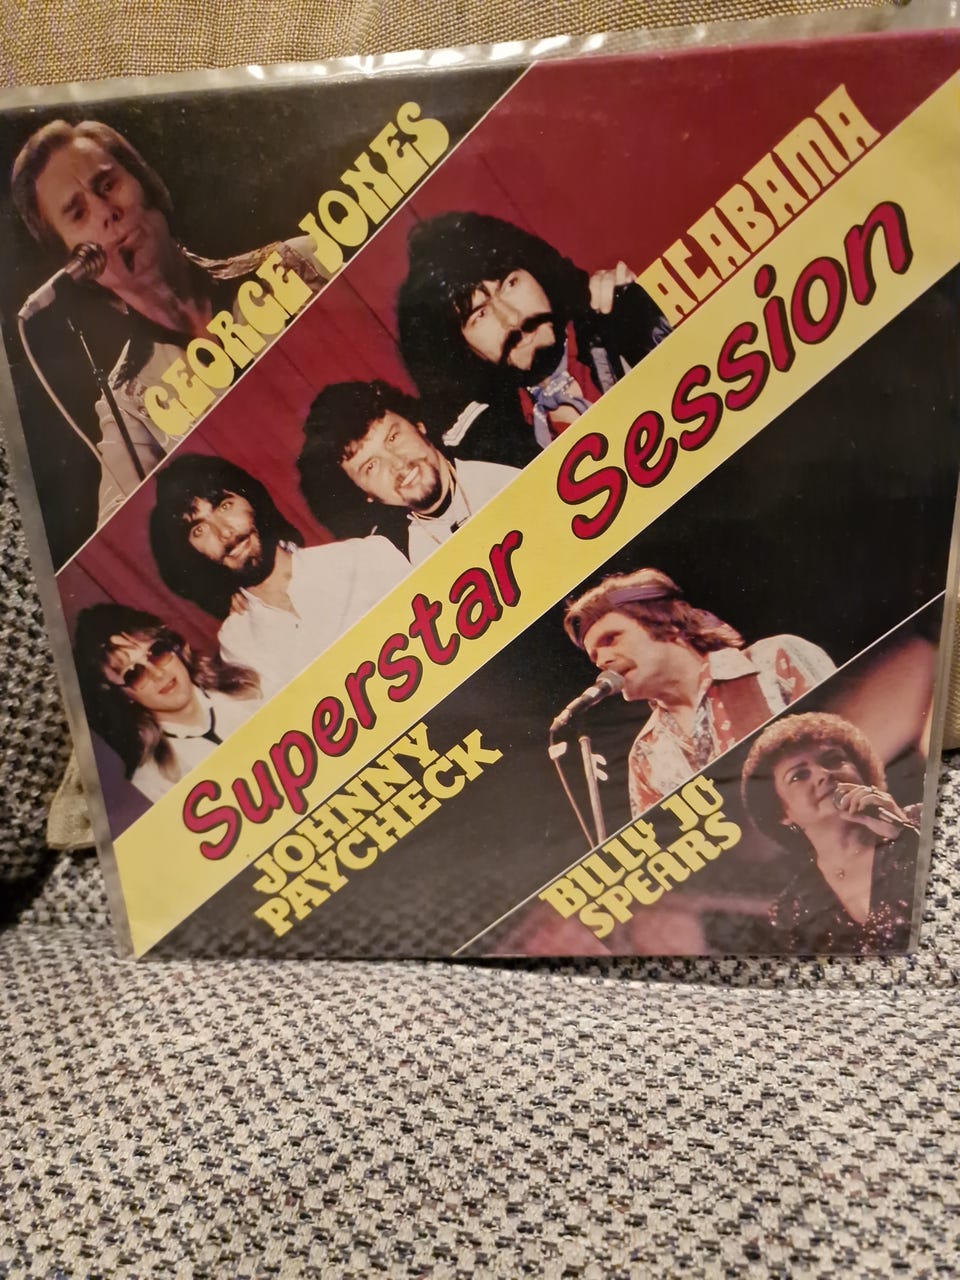 GEORGE JONES
ALABAMA
Superstar Session
JOHNNY
PAYCHECK
BILLY JO
SPEARS